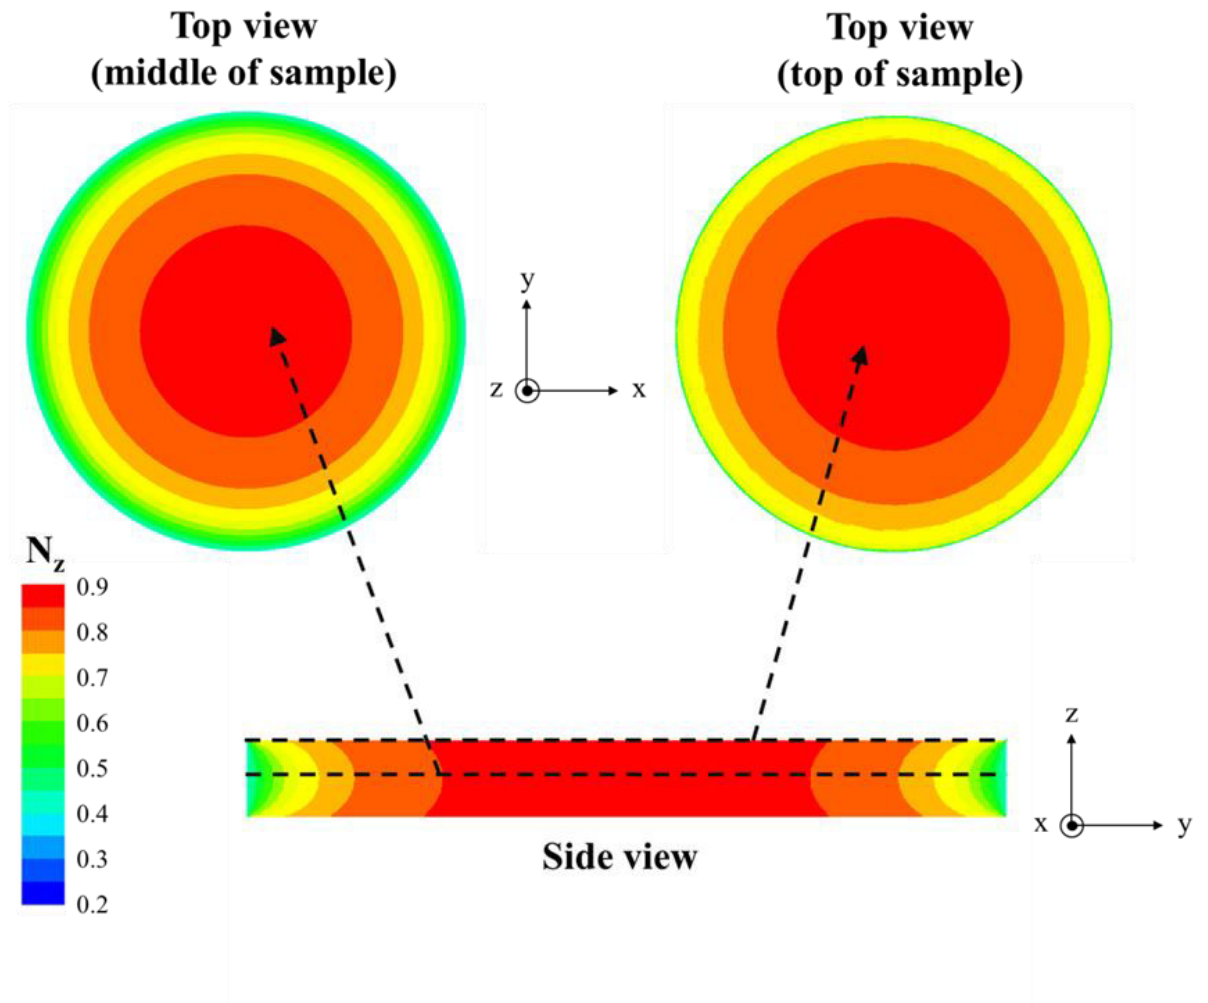 Top view
(middle of sample)
Top view
(top of sample)
y
z
x
N_z
0.9
0.8
0.7
0.6
0.5
0.4
0.3
0.2
z
x
y
Side view